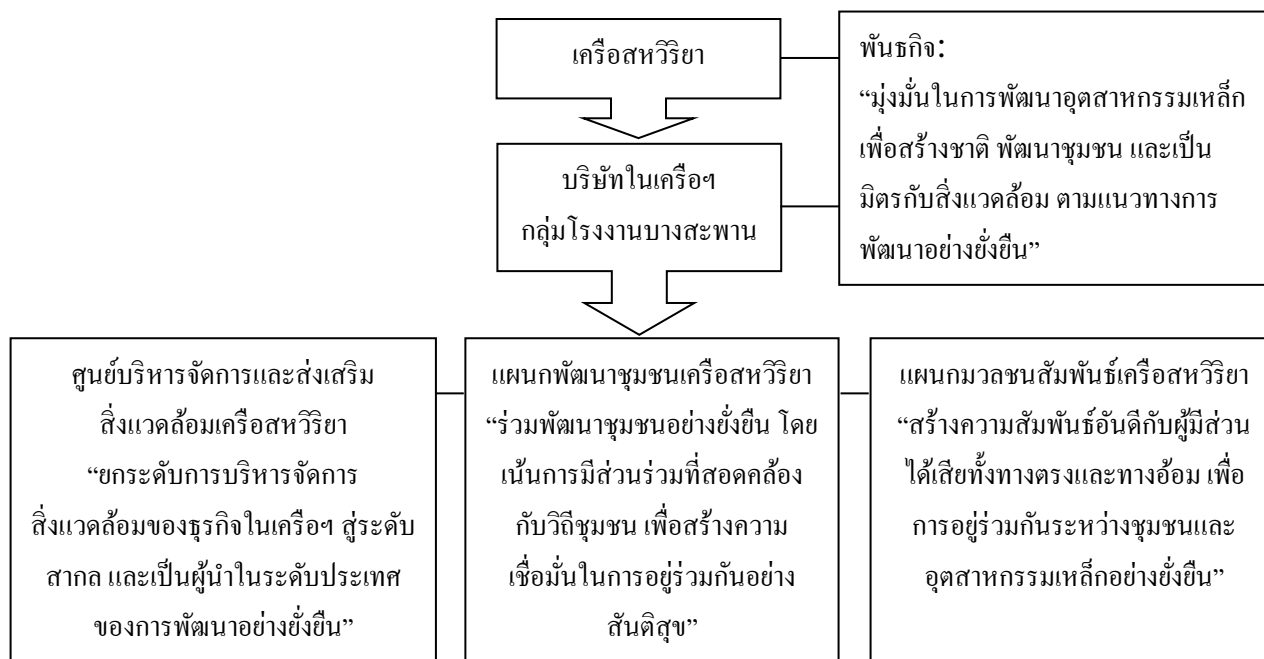 เครือสหวิริยา
พันธกิจ:
“มุ่งมั่นในการพัฒนาอุตสาหกรรมเหล็ก
เพื่อสร้างชาติ พัฒนาชุมชน และเป็น
มิตรกับสิ่งแวดล้อม ตามแนวทางการ
พัฒนาอย่างยั่งยืน”
บริษัทในเครือฯ
กลุ่มโรงงานบางสะพาน
ศูนย์บริหารจัดการและส่งเสริม
สิ่งแวดล้อมเครือสหวิริยา
“ยกระดับการบริหารจัดการ
สิ่งแวดล้อมของธุรกิจในเครือฯ สู่ระดับ
สากล และเป็นผู้นำในระดับประเทศ
ของการพัฒนาอย่างยั่งยืน”
แผนกพัฒนาชุมชนเครือสหวิริยา
“ร่วมพัฒนาชุมชนอย่างยั่งยืน โดย
เน้นการมีส่วนร่วมที่สอดคล้อง
กับวิถีชุมชน เพื่อสร้างความ
เชื่อมั่นในการอยู่ร่วมกันอย่าง
สันติสุข”
แผนกมวลชนสัมพันธ์เครือสหวิริยา
“สร้างความสัมพันธ์อันดีกับผู้มีส่วน
ได้เสียทั้งทางตรงและทางอ้อม เพื่อ
การอยู่ร่วมกันระหว่างชุมชนและ
อุตสาหกรรมเหล็กอย่างยั่งยืน”